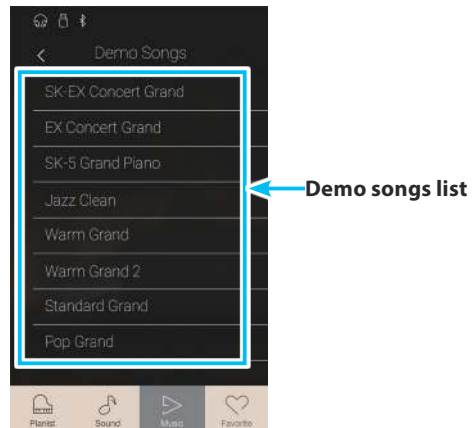 Demo Songs
SK-EX Concert Grand
EX Concert Grand
SK-5 Grand Piano
Jazz Clean
Warm Grand
Warm Grand 2
Standard Grand
Pop Grand
Demo songs list
Pianist Sound Music Favorite